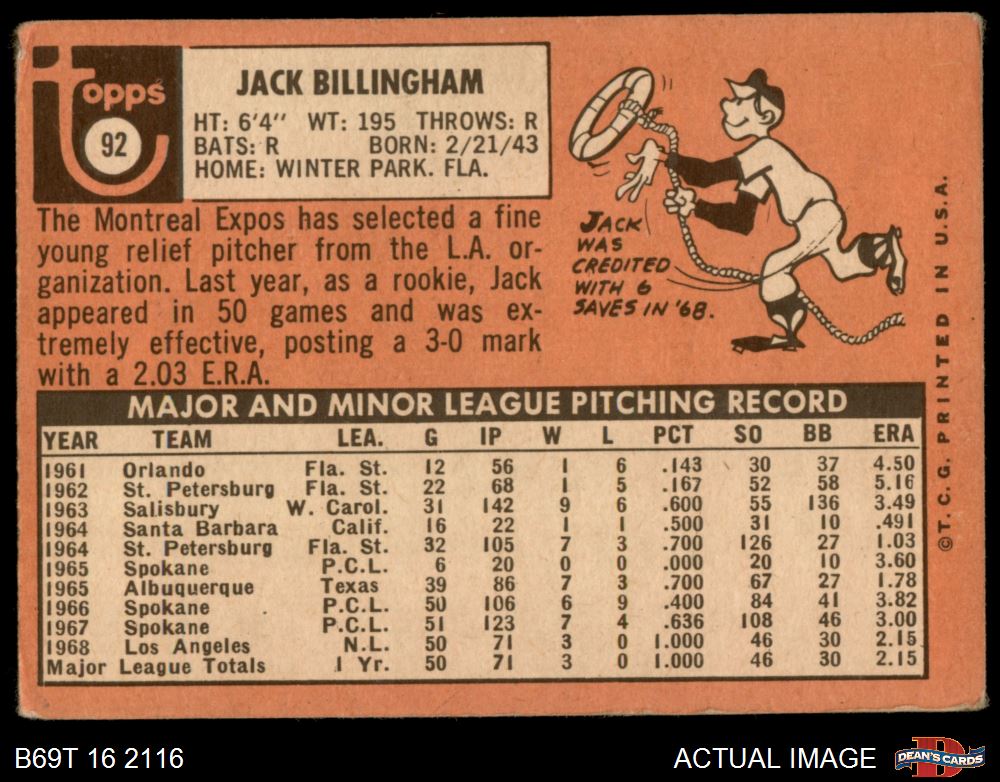 topps
92
JACK BILLINGHAM
HT: 6'4" WT: 195 THROWS: R
BATS: R BORN: 2/21/43
HOME: WINTER PARK. FLA.
The Montreal Expos has selected a fine
young relief pitcher from the L.A. or-
ganization. Last year, as a rookie, Jack
appeared in 50 games and was ex-
tremely effective, posting a 3-0 mark
with a 2.03 E.R.A.
JACK
WAS
CREDITED
WITH 6
SAVES IN '68.
MAJOR AND MINOR LEAGUE PITCHING RECORD
YEAR TEAM LEA. G IP W L PCT SO BB ERA
1961 Orlando Fla. St. 12 56 1 6 .143 30 37 4.50
1962 St. Petersburg Fla. St. 22 68 1 5 .167 52 58 5.16
1963 Salisbury W. Carol. 31 142 9 6 .600 55 136 3.49
1964 Santa Barbara Calif. 16 22 1 1 .500 31 10 .491
1964 St. Petersburg Fla. St. 32 105 7 3 .700 126 27 1.03
1965 Spokane P.C.L. 6 20 0 0 .000 20 10 3.60
1965 Albuquerque Texas 39 86 7 3 .700 67 27 1.78
1966 Spokane P.C.L. 50 106 6 9 .400 84 41 3.82
1967 Spokane P.C.L. 51 123 7 4 .636 108 46 3.00
1968 Los Angeles N.L. 50 71 3 0 1.000 46 30 2.15
Major League Totals 1 Yr. 50 71 3 0 1.000 46 30 2.15
©T. C. G. PRINTED IN U.S.A.
B69T 16 2116
ACTUAL IMAGE
D
DEAN'S CARDS